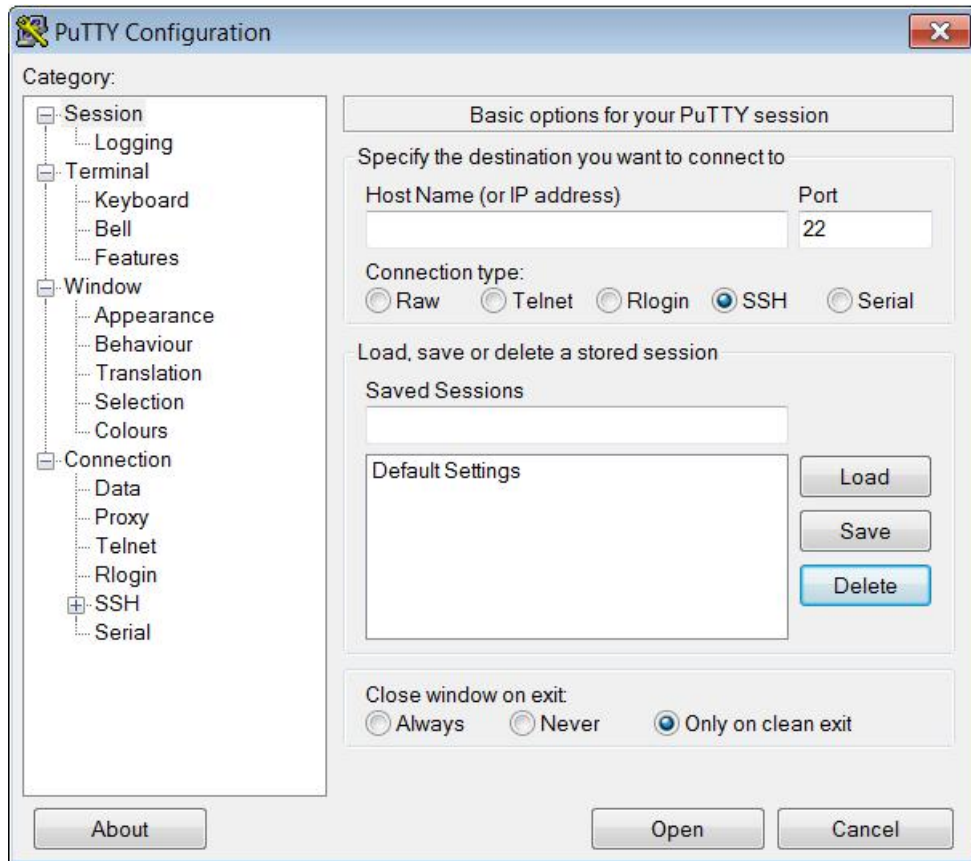 PuTTY Configuration
Category:
Session
Logging
Terminal
Keyboard
Bell
Features
Window
Appearance
Behaviour
Translation
Selection
Colours
Connection
Data
Proxy
Telnet
Rlogin
SSH
Serial
Basic options for your PuTTY session
Specify the destination you want to connect to
Host Name (or IP address) Port
22
Connection type:
Raw Telnet Rlogin SSH Serial
Load, save or delete a stored session
Saved Sessions
Default Settings
Load
Save
Delete
Close window on exit:
Always Never Only on clean exit
About Open Cancel